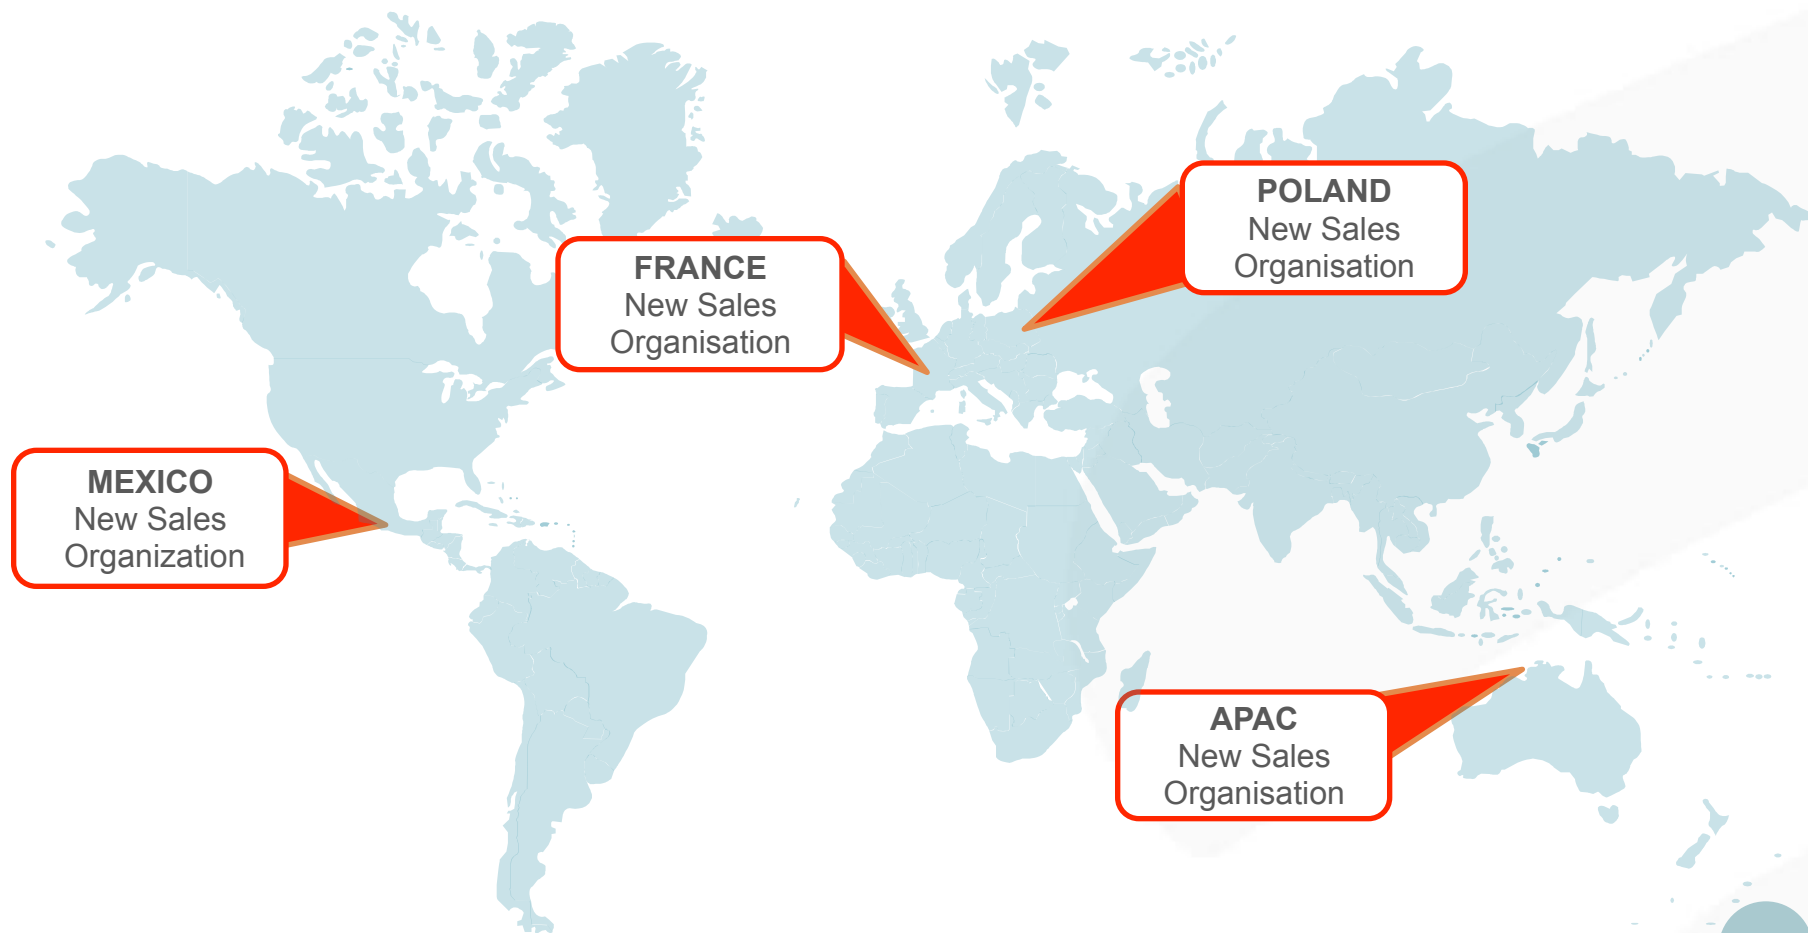 POLAND
New Sales
Organisation
FRANCE
New Sales
Organisation
MEXICO
New Sales
Organization
APAC
New Sales
Organisation